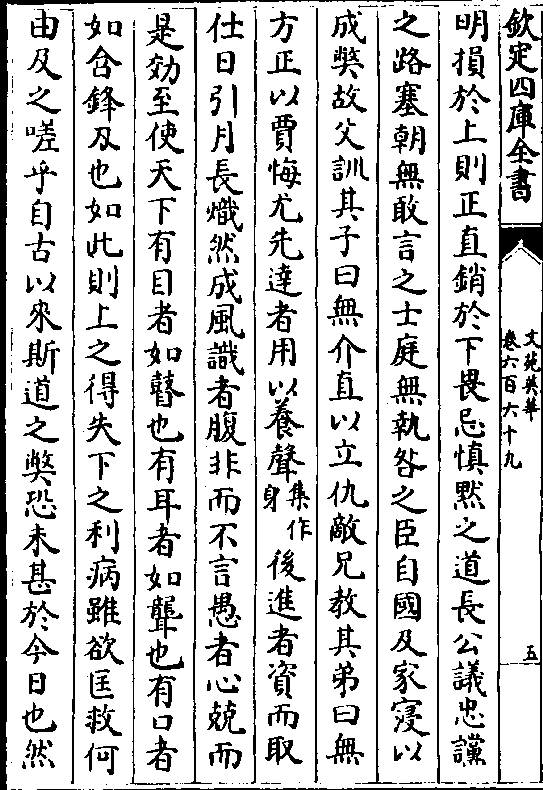 欽定四庫全書
文苑英華
卷六百六十九
五
明損於上則正直銷於下畏忌慎黙之道長公議忠讜
之路塞朝無敢言之士庭無執咎之臣自國及家寖以
成獘故父訓其子曰無介直以立仇敵兄教其弟曰無
方正以賈悔尤先達者用以養聲集作身後進者資而取
仕日引月長熾然成風識者腹非而不言愚者心兢而
是効至使天下有目者如瞽也有耳者如聾也有口者
如含鋒刄也如此則上之得失下之利病雖欲匡救何
由及之嗟乎自古以來斯道之獘恐未甚於今日也然